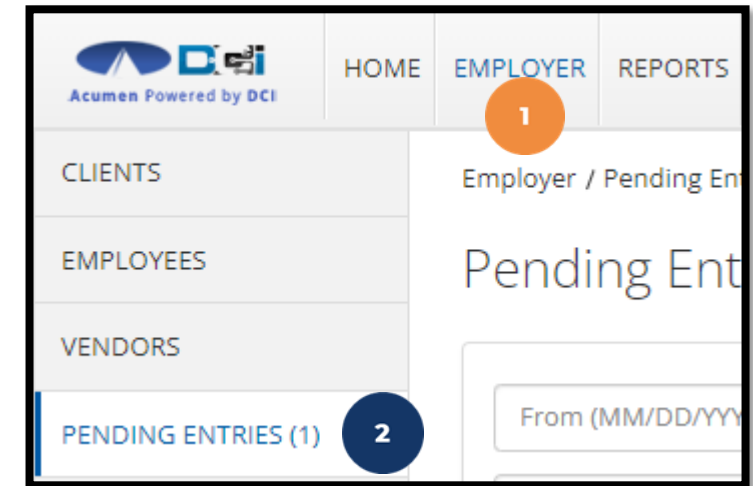 DCI
Acumen Powered by DCI
HOME
EMPLOYER
REPORTS
1
CLIENTS
Employer / Pending Ent
EMPLOYEES
Pending Ent
VENDORS
From (MM/DD/YYY
PENDING ENTRIES (1)
2